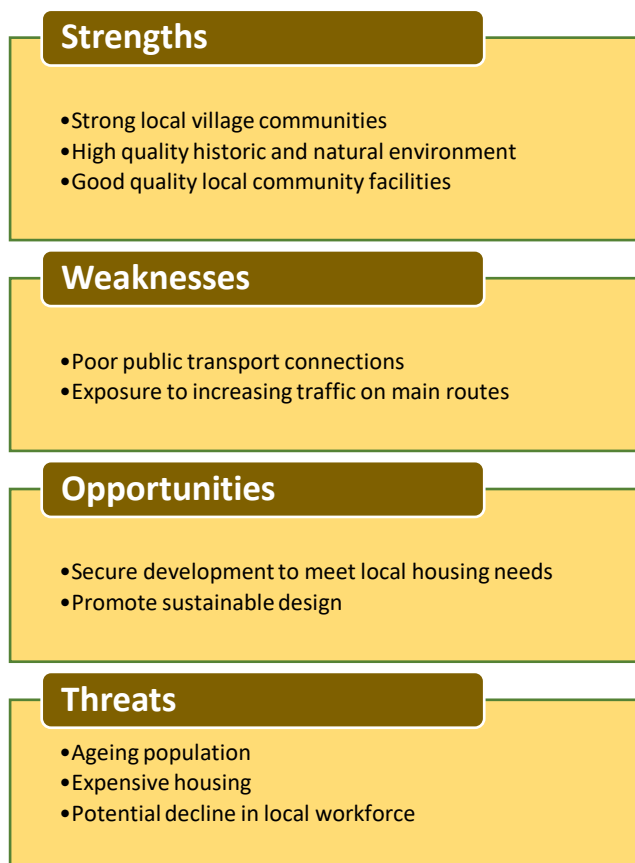 Strengths
•Strong local village communities
•High quality historic and natural environment
•Good quality local community facilities
Weaknesses
•Poor public transport connections
•Exposure to increasing traffic on main routes
Opportunities
•Secure development to meet local housing needs
•Promote sustainable design
Threats
•Ageing population
•Expensive housing
•Potential decline in local workforce